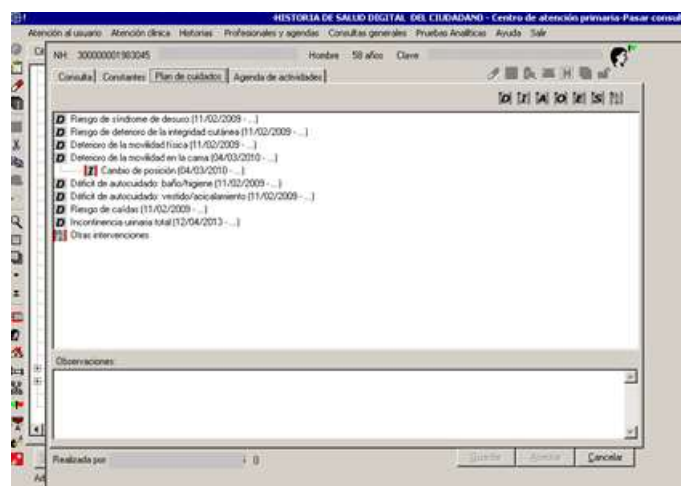 HISTORIA DE SALUD DIGITAL DEL CIUDADANO - Centro de atención primaria-Pasar consul
Atención al usuario Atención clínica Historias Profesionales y agendas Consultas generales Pruebas Analíticas Ayuda Salir
NH 300000001983045 Hombre 58 años Clave
Consulta Constantes Plan de cuidados Agenda de actividades
D I A O E S
D Riesgo de síndrome de desuso (11/02/2009 - ...)
D Riesgo de deterioro de la integridad cutánea (11/02/2009 - ...)
D Deterioro de la movilidad física (11/02/2009 - ...)
D Deterioro de la movilidad en la cama (04/03/2010 - ...)
I Cambio de posición (04/03/2010 - ...)
D Déficit de autocuidado: baño/higiene (11/02/2009 - ...)
D Déficit de autocuidado: vestido/acicalamiento (11/02/2009 - ...)
D Riesgo de caídas (11/02/2009 - ...)
D Incontinencia urinaria total (12/04/2013 - ...)
Otras intervenciones
Observaciones:
Realizada por : ()
Guardar Aceptar Cancelar